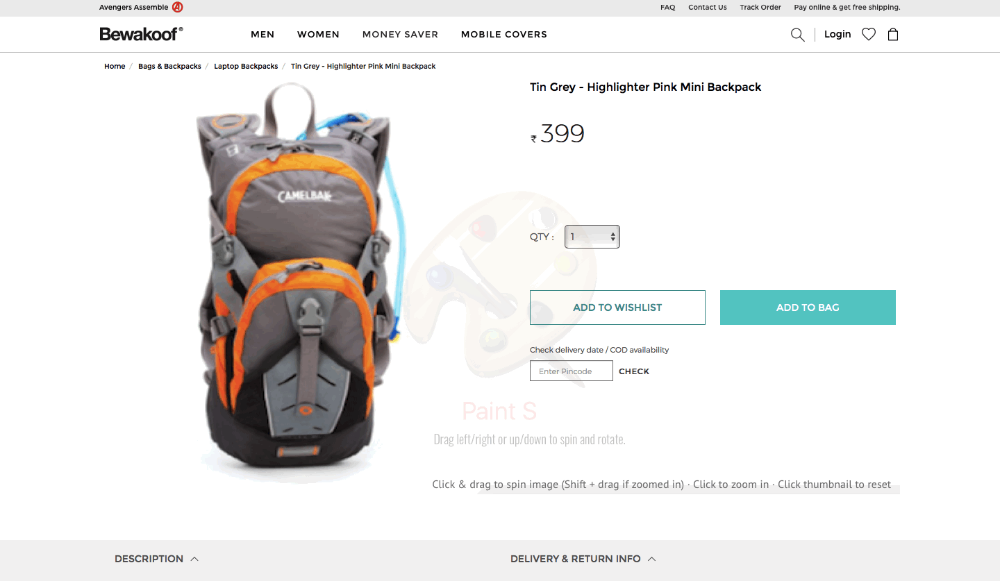 Avengers Assemble
FAQ Contact Us Track Order Pay online & get free shipping.
Bewakoof®
MEN WOMEN MONEY SAVER MOBILE COVERS
Login
Home / Bags & Backpacks / Laptop Backpacks / Tin Grey - Highlighter Pink Mini Backpack
Tin Grey - Highlighter Pink Mini Backpack
₹ 399
CAMELBAK
QTY : 1
ADD TO WISHLIST ADD TO BAG
Check delivery date / COD availability
Enter Pincode CHECK
Paint S
Drag left/right or up/down to spin and rotate.
Click & drag to spin image (Shift + drag if zoomed in) · Click to zoom in · Click thumbnail to reset
DESCRIPTION DELIVERY & RETURN INFO